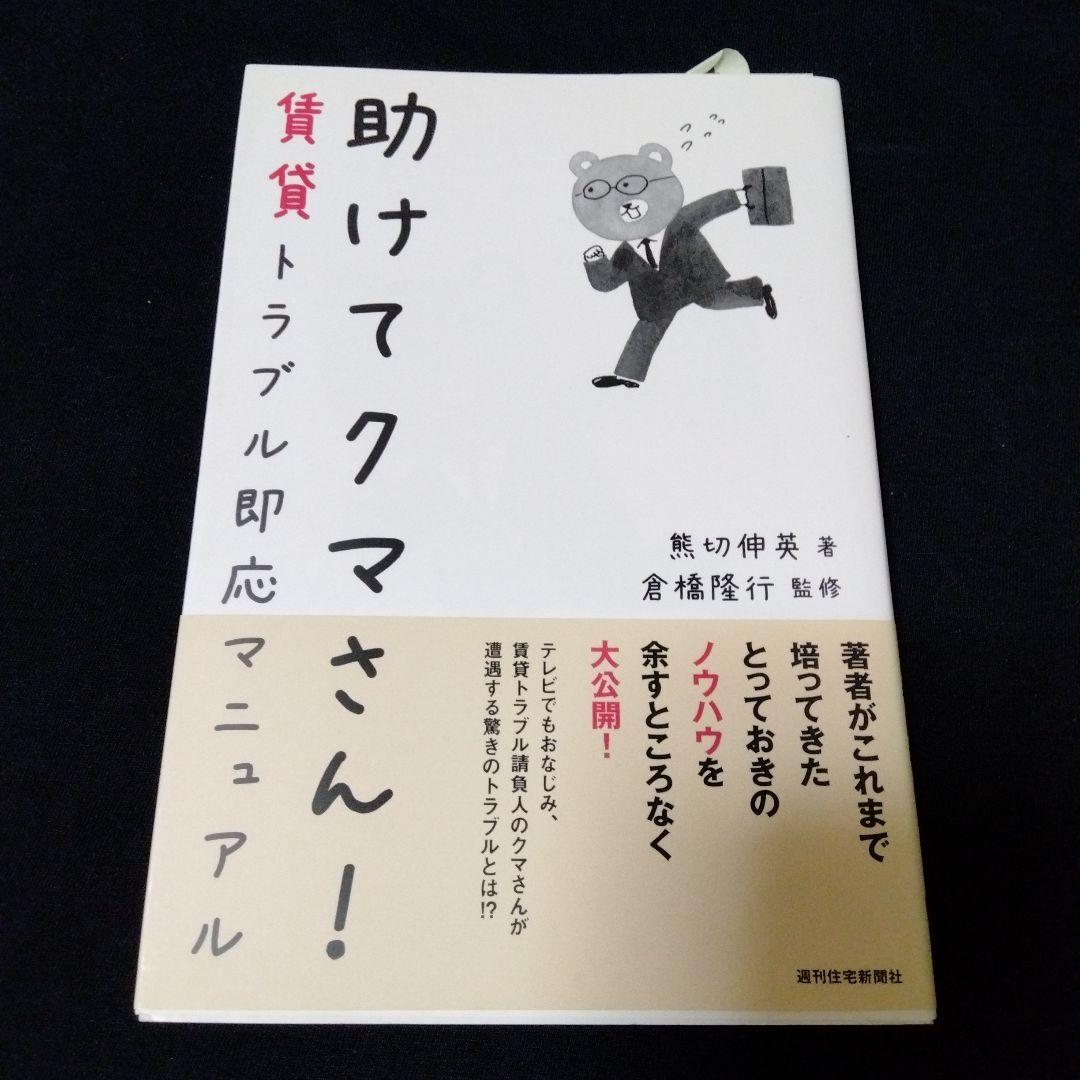 助けてクマさん!
賃貸トラブル即応マニュアル
熊切伸英 著
倉橋隆行 監修
著者がこれまで
培ってきた
とっておきの
ノウハウを
余すところなく
大公開!
テレビでもおなじみ、
賃貸トラブル請負人のクマさんが
遭遇する驚きのトラブルとは!?
週刊住宅新聞社